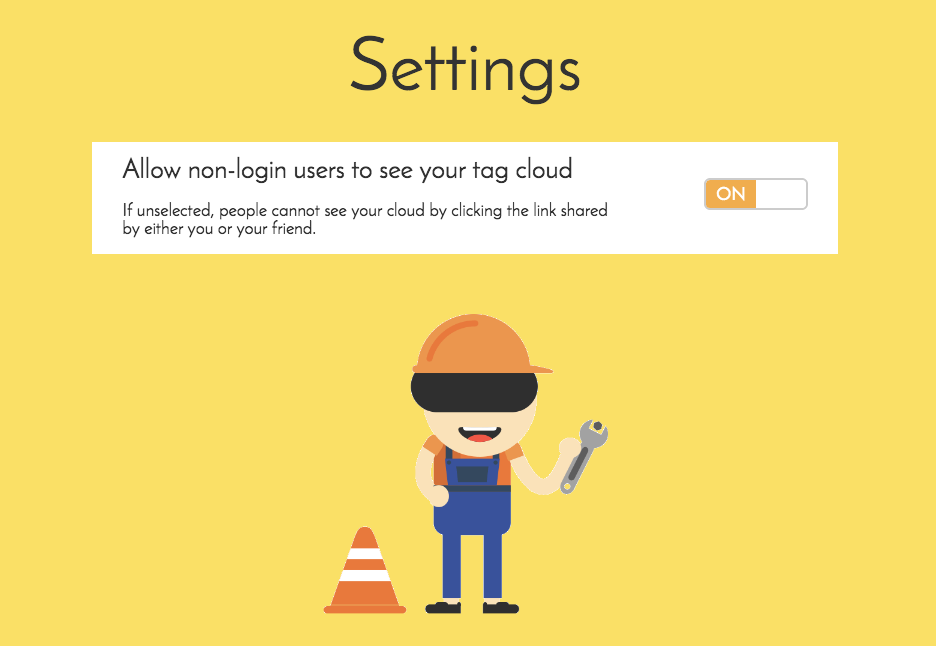 Settings
Allow non-login users to see your tag cloud
ON
If unselected, people cannot see your cloud by clicking the link shared
by either you or your friend.